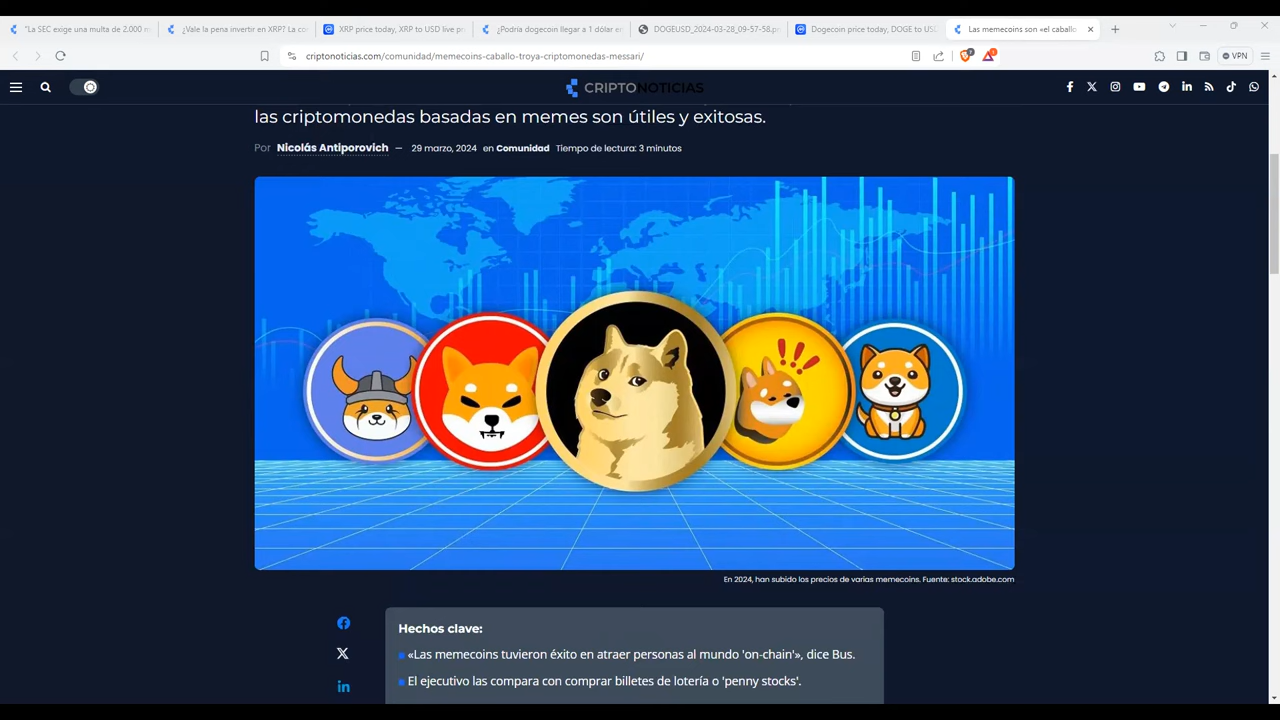 "La SEC exige una multa de 2.000 m
¿Vale la pena invertir en XRP? La co
XRP price today, XRP to USD live pr
¿Podría dogecoin llegar a 1 dólar en
DOGEUSD_2024-03-28_09-57-58.p
Dogecoin price today, DOGE to USD
Las memecoins son «el caballo
criptonoticias.com/comunidad/memecoins-caballo-troya-criptomonedas-messari/
VPN
CRIPTONOTICIAS
las criptomonedas basadas en memes son útiles y exitosas.
Por Nicolás Antiporovich — 29 marzo, 2024 en Comunidad Tiempo de lectura: 3 minutos
En 2024, han subido los precios de varias memecoins. Fuente: stock.adobe.com
Hechos clave:
«Las memecoins tuvieron éxito en atraer personas al mundo 'on-chain'», dice Bus.
El ejecutivo las compara con comprar billetes de lotería o 'penny stocks'.